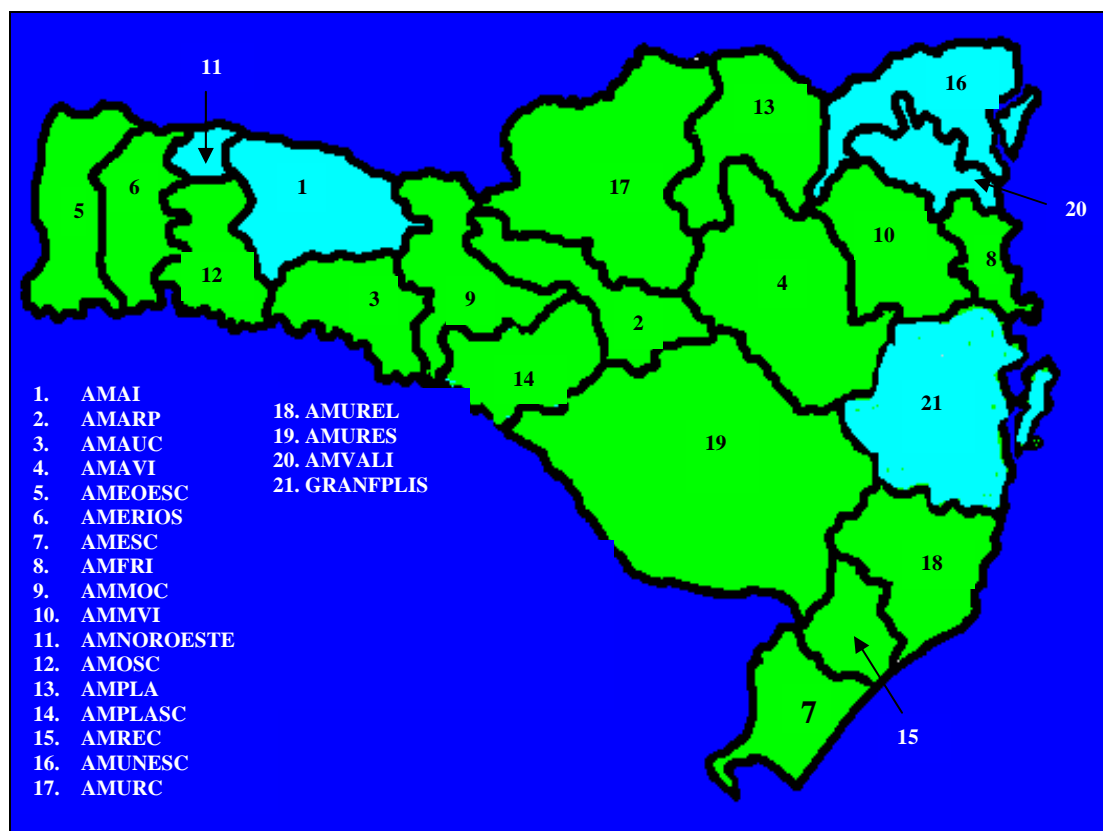 11
16
13
17
6
1
5
20
10
8
12
4
3
9
2
14
21
19
1. AMAI
2. AMARP
3. AMAUC
4. AMAVI
5. AMEOESC
6. AMERIOS
7. AMESC
8. AMFRI
9. AMMOC
10. AMMVI
11. AMNOROESTE
12. AMOSC
13. AMPLA
14. AMPLASC
15. AMREC
16. AMUNESC
17. AMURC
18. AMUREL
19. AMURES
20. AMVALI
21. GRANFPLIS
18
7
15